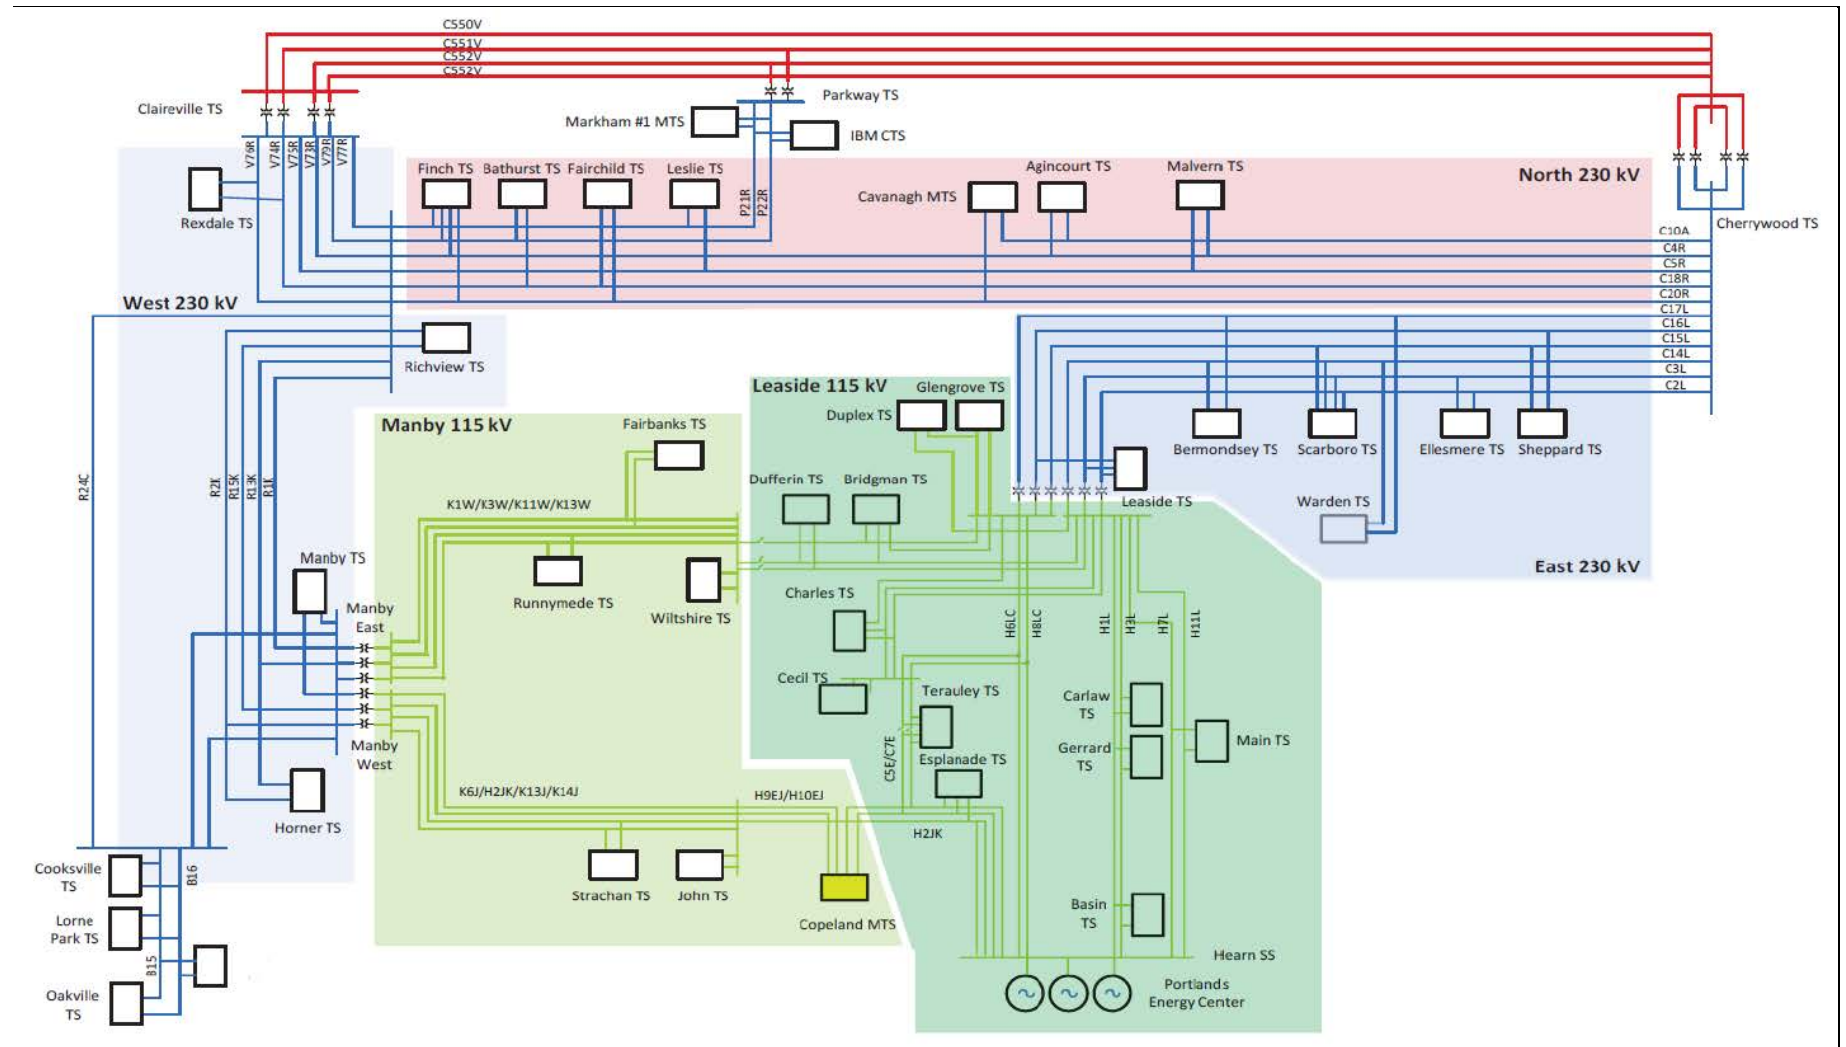 C550V
C551V
C552V
C552V
Claireville TS
Parkway TS
Markham #1 MTS
IBM CTS
V76R
V74R
V75R
V73R
V79R
V77R
Rexdale TS
Finch TS
Bathurst TS
Fairchild TS
Leslie TS
P21R
P22R
Cavanagh MTS
Agincourt TS
Malvern TS
North 230 kV
Cherrywood TS
C10A
C4R
C5R
C18R
C20R
C17L
C16L
C15L
C14L
C3L
C2L
West 230 kV
Richview TS
R24C
R2K
R15K
R13K
R1K
Manby 115 kV
Fairbanks TS
K1W/K3W/K11W/K13W
Runnymede TS
Wiltshire TS
Manby TS
Manby
East
Manby
West
Horner TS
Leaside 115 kV
Glengrove TS
Duplex TS
Dufferin TS
Bridgman TS
Leaside TS
Bermondsey TS
Scarboro TS
Ellesmere TS
Sheppard TS
Warden TS
East 230 kV
Charles TS
Cecil TS
Terauley TS
Esplanade TS
C5E/C7E
H6LC
H8LC
H1L
H3L
H7L
H11L
Carlaw
TS
Gerrard
TS
Main TS
Basin
TS
K6J/H2JK/K13J/K14J
H9EJ/H10EJ
H2JK
Strachan TS
John TS
Copeland MTS
Hearn SS
Portlands
Energy Center
Cooksville
TS
Lorne
Park TS
Oakville
TS
B16
B15